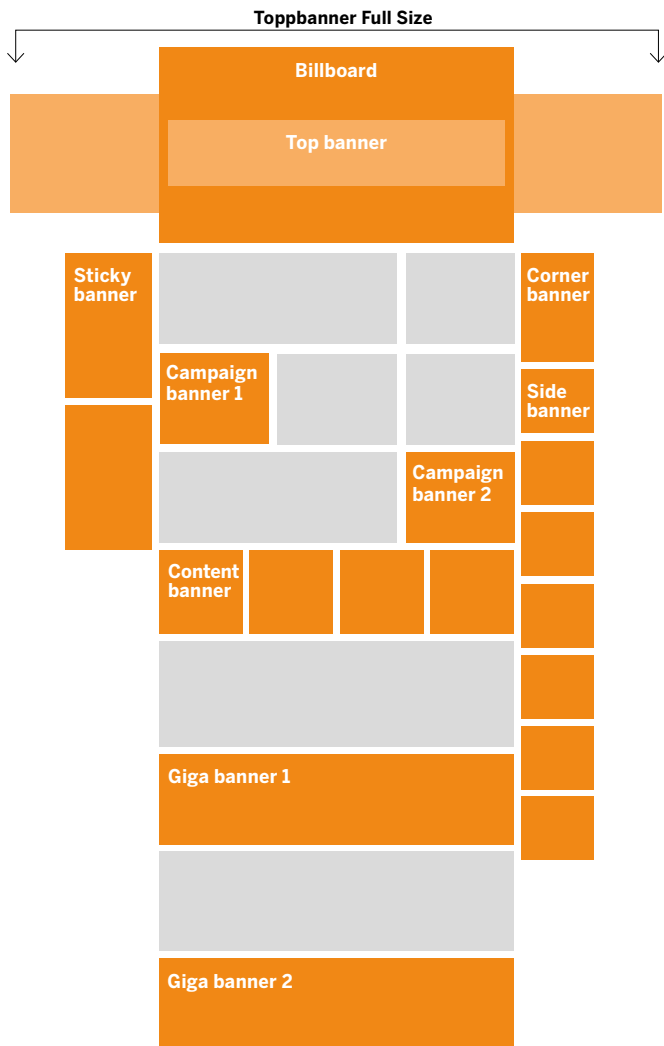 Toppbanner Full Size
Billboard
Top banner
Sticky
banner
Corner
banner
Campaign
banner 1
Side
banner
Campaign
banner 2
Content
banner
Giga banner 1
Giga banner 2